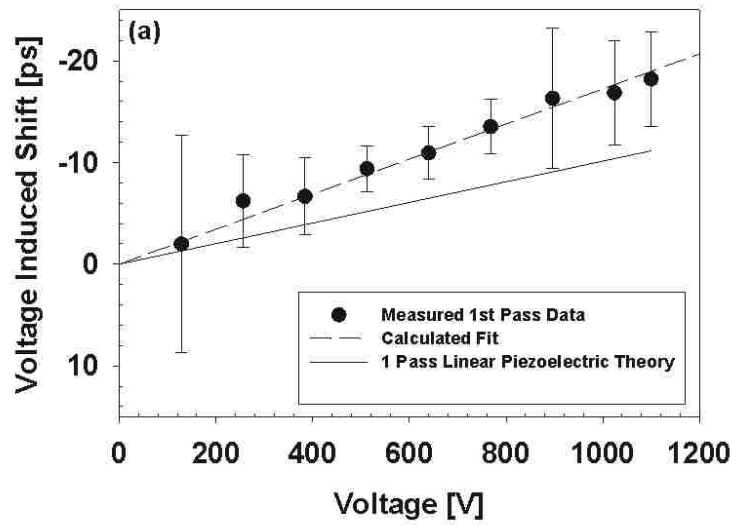 (a)
Voltage Induced Shift [ps]
-20
-10
0
10
Measured 1st Pass Data
Calculated Fit
1 Pass Linear Piezoelectric Theory
0 200 400 600 800 1000 1200
Voltage [V]